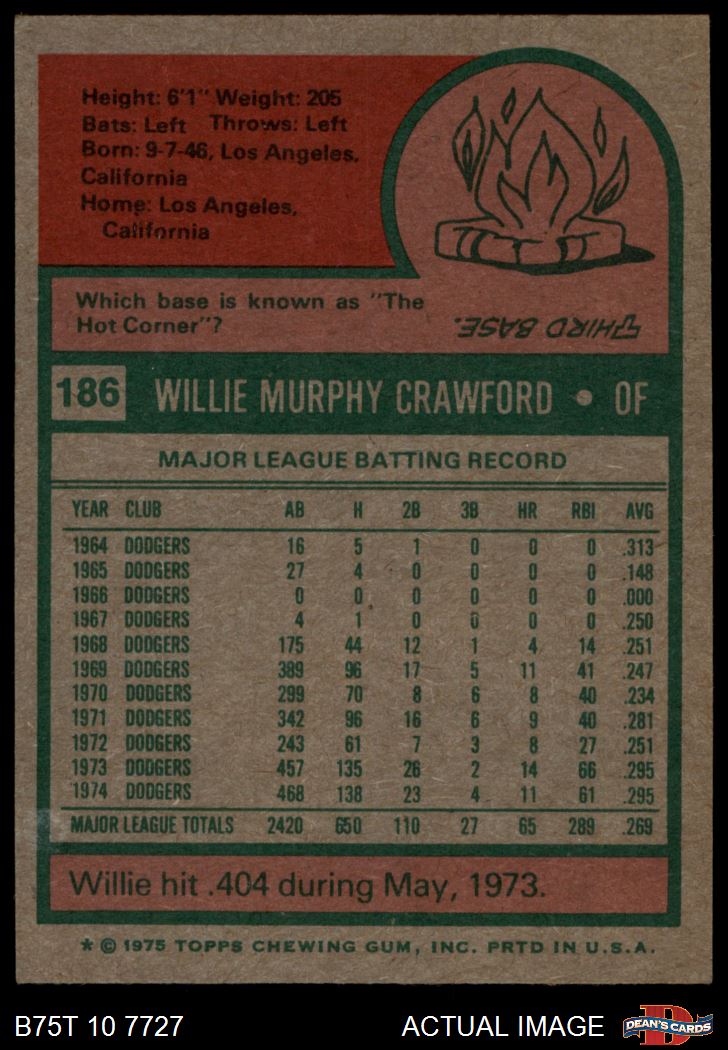 Height: 6'1" Weight: 205
Bats: Left Throws: Left
Born: 9-7-46, Los Angeles,
California
Home: Los Angeles,
California
Which base is known as "The
Hot Corner"?
THIRD BASE.
186 WILLIE MURPHY CRAWFORD • OF
MAJOR LEAGUE BATTING RECORD
YEAR CLUB AB H 2B 3B HR RBI AVG
1964 DODGERS 16 5 1 0 0 0 .313
1965 DODGERS 27 4 0 0 0 0 .148
1966 DODGERS 0 0 0 0 0 0 .000
1967 DODGERS 4 1 0 0 0 0 .250
1968 DODGERS 175 44 12 1 4 14 .251
1969 DODGERS 389 96 17 5 11 41 .247
1970 DODGERS 299 70 8 6 8 40 .234
1971 DODGERS 342 96 16 6 9 40 .281
1972 DODGERS 243 61 7 3 8 27 .251
1973 DODGERS 457 135 26 2 14 66 .295
1974 DODGERS 468 138 23 4 11 61 .295
MAJOR LEAGUE TOTALS 2420 650 110 27 65 289 .269
Willie hit .404 during May, 1973.
* © 1975 TOPPS CHEWING GUM, INC. PRTD IN U.S.A.
B75T 10 7727 ACTUAL IMAGE D DEAN'S CARDS